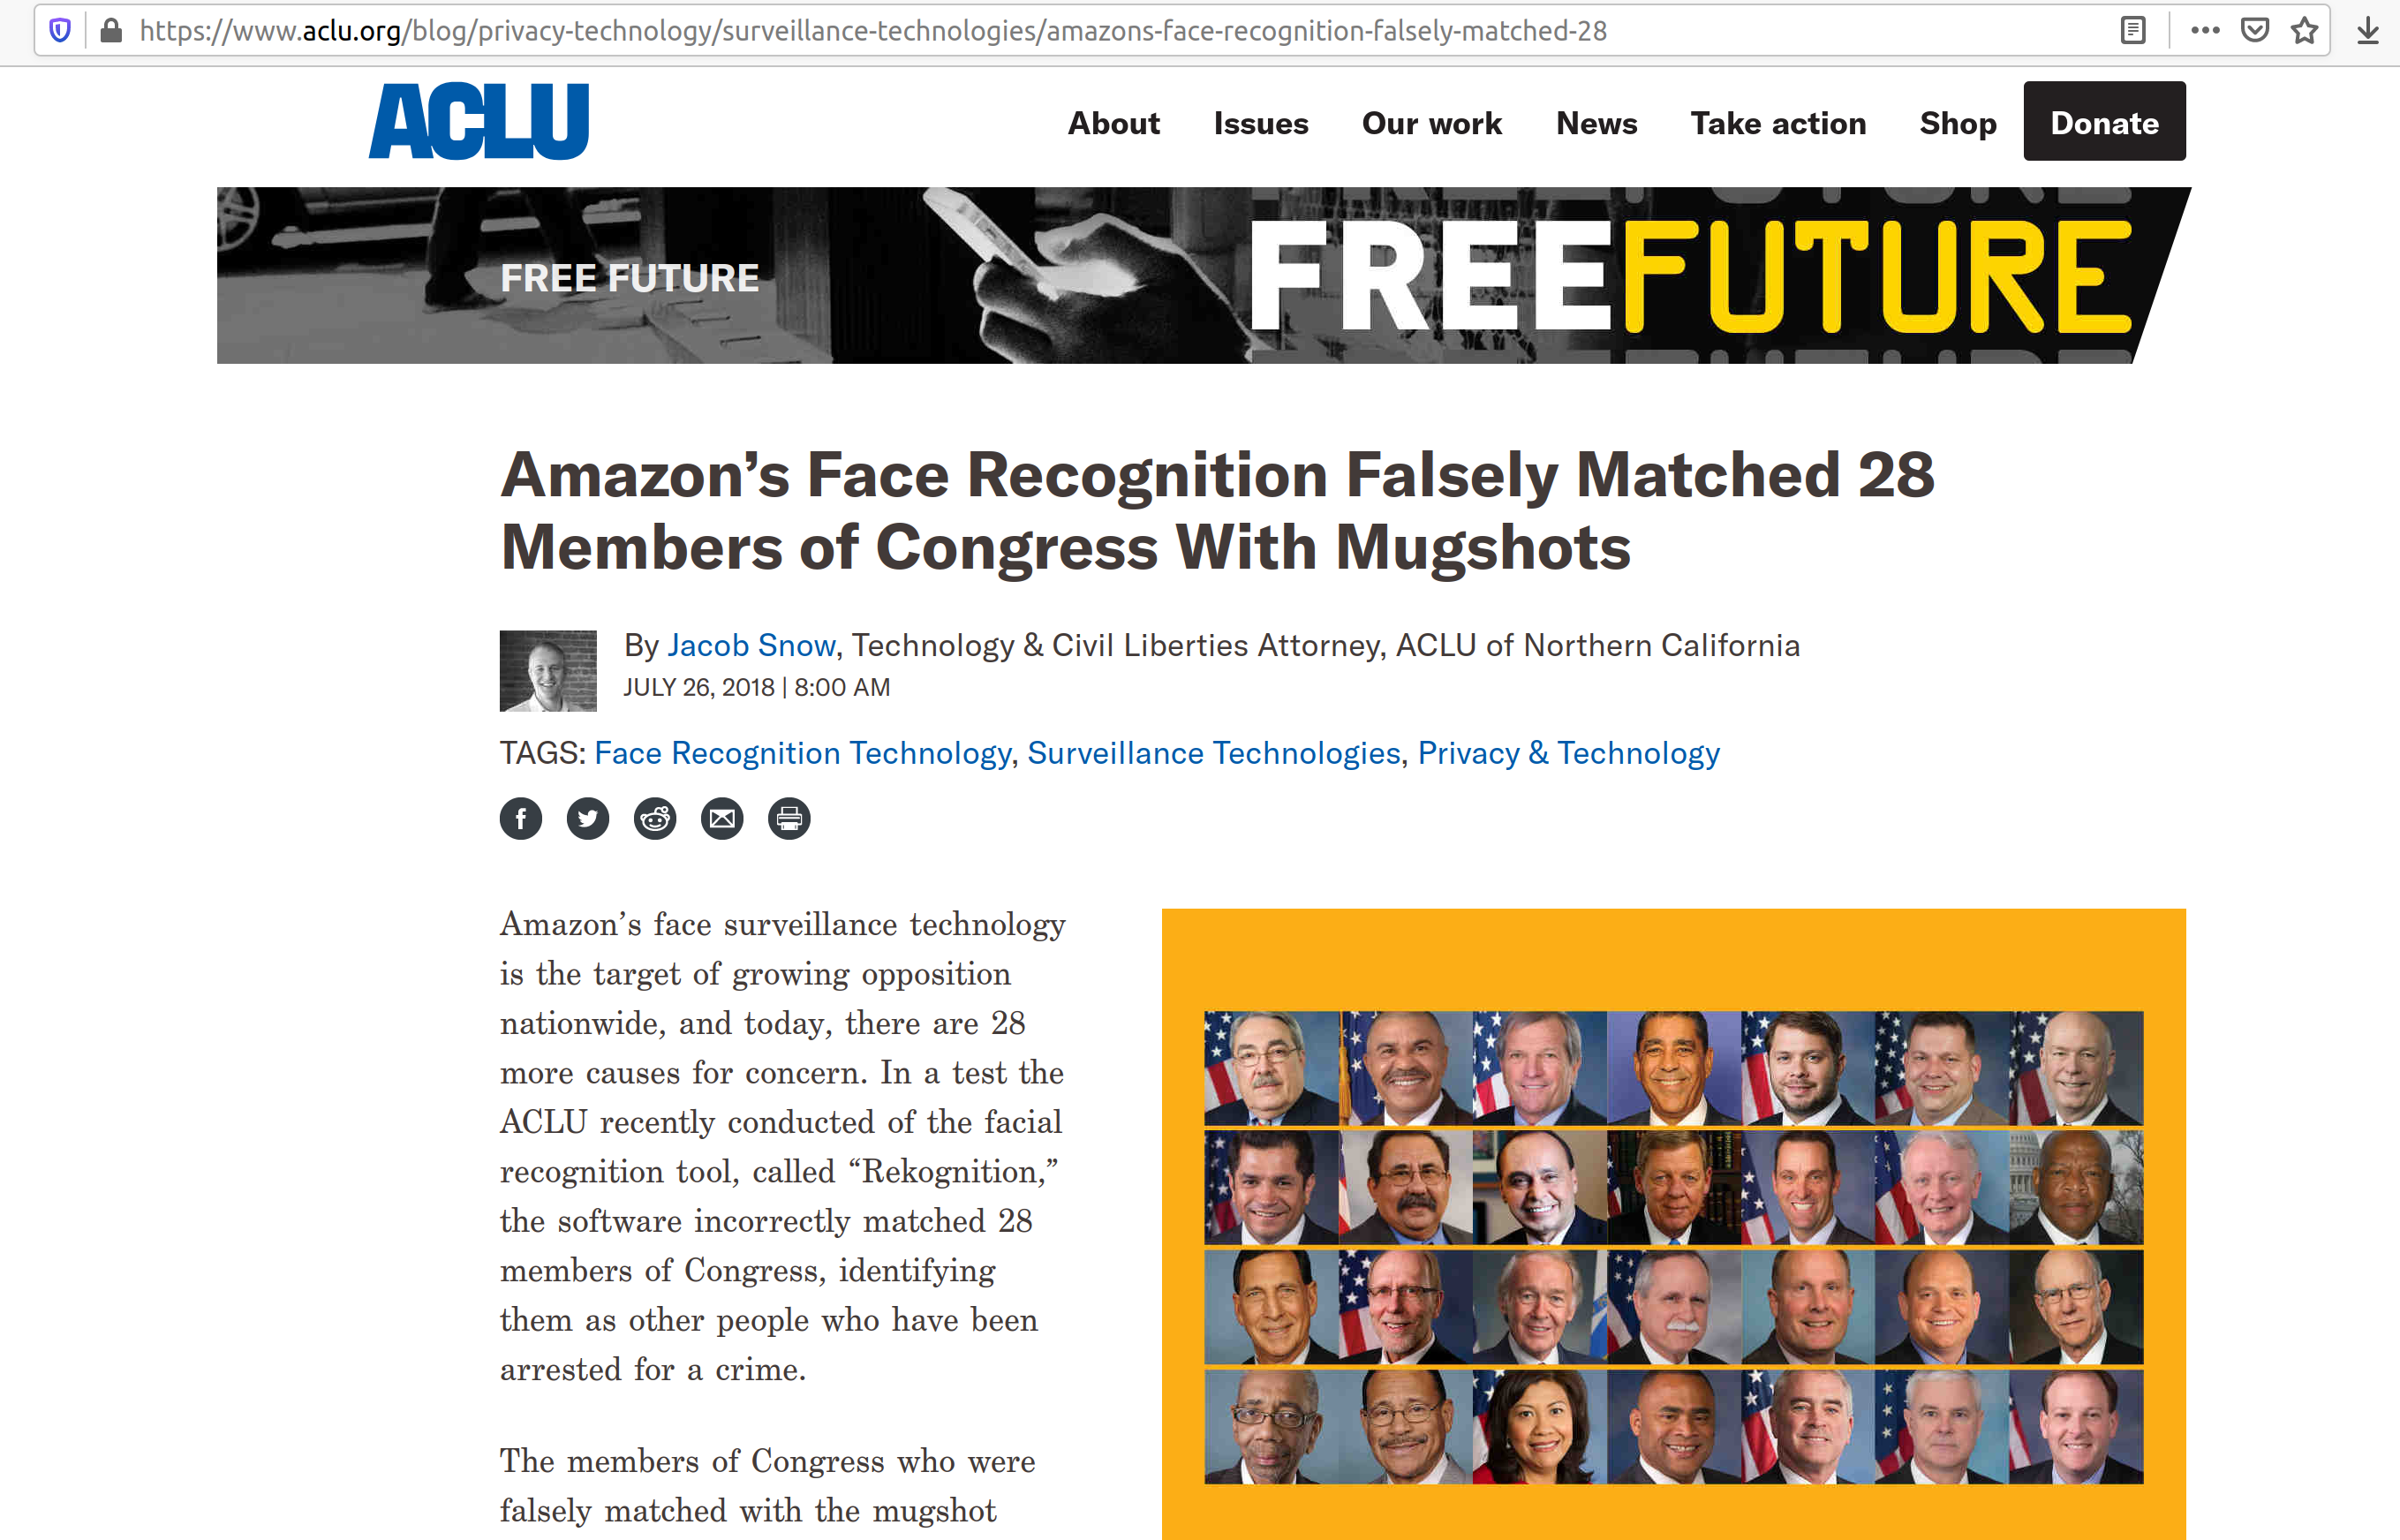 https://www.aclu.org/blog/privacy-technology/surveillance-technologies/amazons-face-recognition-falsely-matched-28
ACLU
About Issues Our work News Take action Shop Donate
FREE FUTURE
FREEFUTURE
Amazon’s Face Recognition Falsely Matched 28
Members of Congress With Mugshots
By Jacob Snow, Technology & Civil Liberties Attorney, ACLU of Northern California
JULY 26, 2018 | 8:00 AM
TAGS: Face Recognition Technology, Surveillance Technologies, Privacy & Technology
Amazon’s face surveillance technology
is the target of growing opposition
nationwide, and today, there are 28
more causes for concern. In a test the
ACLU recently conducted of the facial
recognition tool, called “Rekognition,”
the software incorrectly matched 28
members of Congress, identifying
them as other people who have been
arrested for a crime.
The members of Congress who were
falsely matched with the mugshot